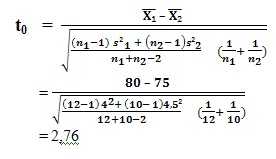 t₀ = (X̅₁ – X̅₂) / √( ((n₁–1) s²₁ + (n₂–1)s²₂) / (n₁+n₂–2) (1/n₁ + 1/n₂) )
= (80 – 75) / √( ((12–1) 4² + (10–1)4,5²) / (12+10–2) (1/12 + 1/10) )
= 2,76